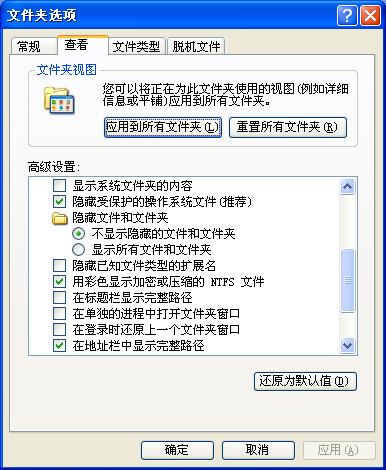 文件夹选项
常规 查看 文件类型 脱机文件
文件夹视图
您可以将正在为此文件夹使用的视图(例如详细
信息或平铺)应用到所有文件夹。
应用到所有文件夹(L) 重置所有文件夹(R)
高级设置:
显示系统文件夹的内容
隐藏受保护的操作系统文件(推荐)
隐藏文件和文件夹
不显示隐藏的文件和文件夹
显示所有文件和文件夹
隐藏已知文件类型的扩展名
用彩色显示加密或压缩的 NTFS 文件
在标题栏显示完整路径
在单独的进程中打开文件夹窗口
在登录时还原上一个文件夹窗口
在地址栏中显示完整路径
还原为默认值(D)
确定 取消 应用(A)